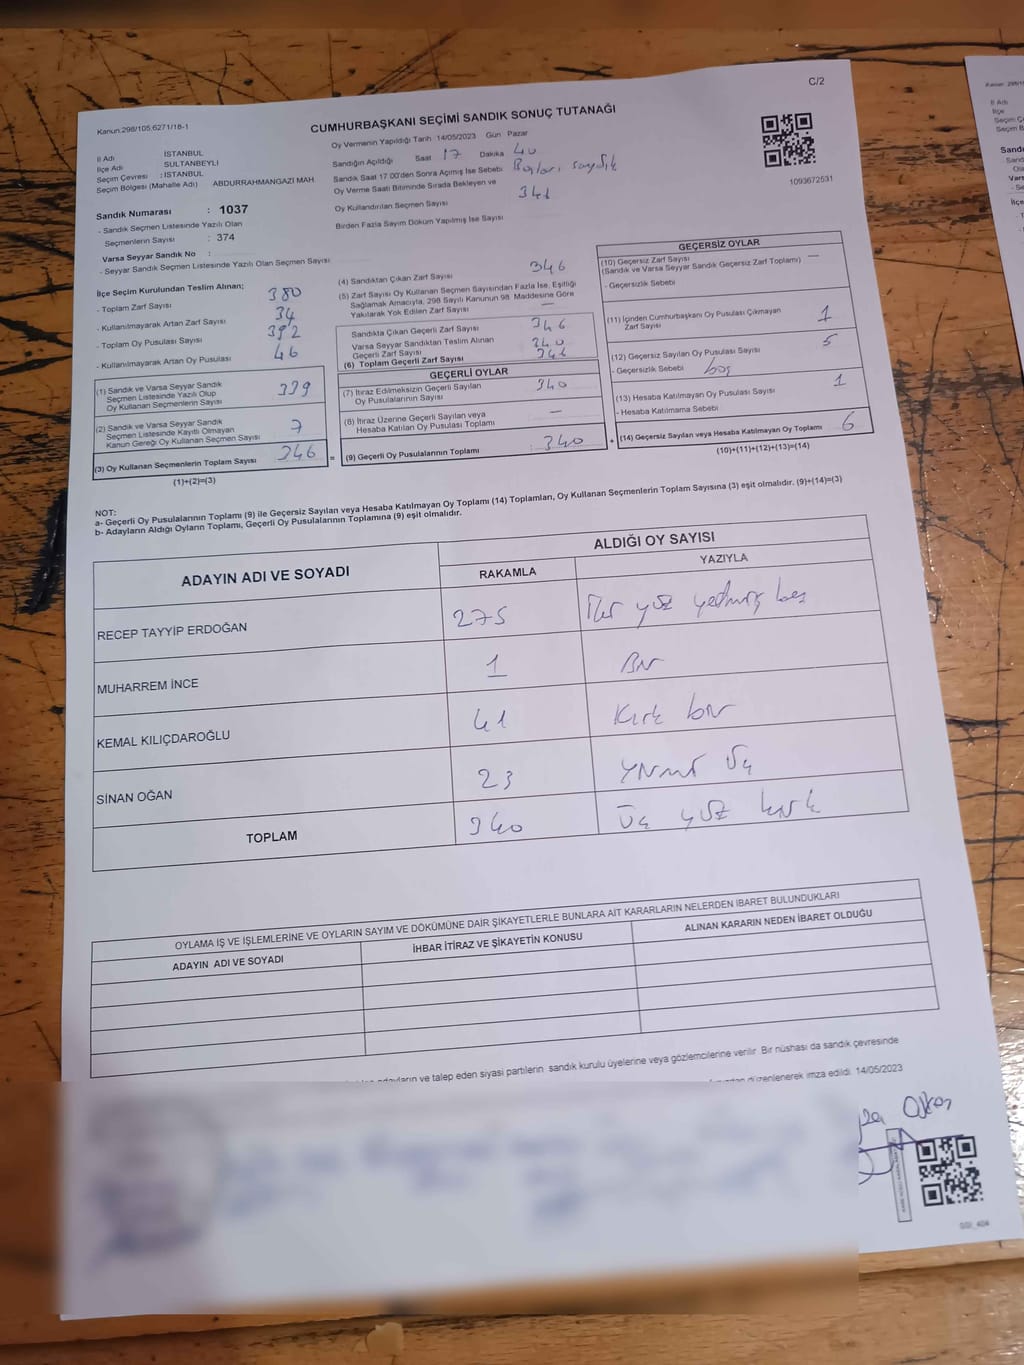 C/2
Kanun:298/105;6271/18-1
CUMHURBAŞKANI SEÇİMİ SANDIK SONUÇ TUTANAĞI
İl Adı İSTANBUL
İlçe Adı SULTANBEYLİ
Seçim Çevresi : İSTANBUL
Seçim Bölgesi (Mahalle Adı) ABDURRAHMANGAZİ MAH.
Sandık Numarası : 1037
- Sandık Seçmen Listesinde Yazılı Olan
Seçmenlerin Sayısı : 374
Varsa Seyyar Sandık No :
- Seyyar Sandık Seçmen Listesinde Yazılı Olan Seçmen Sayısı
Oy Vermenin Yapıldığı Tarih 14/05/2023 Gün Pazar
Sandığın Açıldığı Saat 17 Dakika 40
Sandık Saat 17.00'den Sonra Açımış İse Sebebi
Oy Verme Saati Bitiminde Sırada Bekleyen ve
Oy Kullandırılan Seçmen Sayısı
Birden Fazla Sayım Döküm Yapılmış İse Sayısı
1093672531
İlçe Seçim Kurulundan Teslim Alınan;
- Toplam Zarf Sayısı 380
- Kullanılmayarak Artan Zarf Sayısı 34
- Toplam Oy Pusulası Sayısı 392
- Kullanılmayarak Artan Oy Pusulası 46
(1) Sandık ve Varsa Seyyar Sandık
Seçmen Listesinde Yazılı Olup
Oy Kullanan Seçmenlerin Sayısı 339
(2) Sandık ve Varsa Seyyar Sandık
Seçmen Listesinde Kayıtlı Olmayan
Kanun Gereği Oy Kullanan Seçmen Sayısı 7
(3) Oy Kullanan Seçmenlerin Toplam Sayısı 346
(1)+(2)=(3)
(4) Sandıktan Çıkan Zarf Sayısı 346
(5) Zarf Sayısı Oy Kullanan Seçmen Sayısından Fazla İse, Eşitliği
Sağlamak Amacıyla, 298 Sayılı Kanunun 98. Maddesine Göre
Yakılarak Yok Edilen Zarf Sayısı —
Sandıkta Çıkan Geçerli Zarf Sayısı 346
Varsa Seyyar Sandıktan Teslim Alınan
Geçerli Zarf Sayısı
(6) Toplam Geçerli Zarf Sayısı 346
GEÇERLİ OYLAR
(7) İtiraz Edilmeksizin Geçerli Sayılan
Oy Pusulasının Sayısı 340
(8) İtiraz Üzerine Geçerli Sayılan veya
Hesaba Katılan Oy Pusulası Toplamı —
(9) Geçerli Oy Pusulalarının Toplamı 340
GEÇERSİZ OYLAR
(10) Geçersiz Zarf Sayısı
(Sandık ve Varsa Seyyar Sandık Geçersiz Zarf Toplamı) —
- Geçersizlik Sebebi
(11) İçinden Cumhurbaşkanı Oy Pusulası Çıkmayan
Zarf Sayısı 1
(12) Geçersiz Sayılan Oy Pusulası Sayısı 5
- Geçersizlik Sebebi boş
(13) Hesaba Katılmayan Oy Pusulası Sayısı 1
- Hesaba Katılmama Sebebi
(14) Geçersiz Sayılan veya Hesaba Katılmayan Oy Toplamı 6
(10)+(11)+(12)+(13)=(14)
NOT:
a- Geçerli Oy Pusulalarının Toplamı (9) ile Geçersiz Sayılan veya Hesaba Katılmayan Oy Toplamı (14) Toplamları, Oy Kullanan Seçmenlerin Toplam Sayısına (3) eşit olmalıdır. (9)+(14)=(3)
b- Adayların Aldığı Oyların Toplamı, Geçerli Oy Pusulalarının Toplamına (9) eşit olmalıdır.
ADAYIN ADI VE SOYADI
ALDIĞI OY SAYISI
RAKAMLA YAZIYLA
RECEP TAYYİP ERDOĞAN 275 İki yüz yetmiş beş
MUHARREM İNCE 1 Bir
KEMAL KILIÇDAROĞLU 41 Kırk bir
SİNAN OĞAN 23 Yirmi Üç
TOPLAM 340 Üç yüz kırk
OYLAMA İŞ VE İŞLEMLERİNE VE OYLARIN SAYIM VE DÖKÜMÜNE DAİR ŞİKAYETLERLE BUNLARA AİT KARARLARIN NELERDEN İBARET BULUNDUKLARI
ADAYIN ADI VE SOYADI
İHBAR İTİRAZ VE ŞİKAYETİN KONUSU
ALINAN KARARIN NEDEN İBARET OLDUĞU
adayların ve talep eden siyasi partilerin sandık kurulu üyelerine veya gözlemcilerine verilir. Bir nüshası da sandık çevresinde
düzenlenerek imza edildi. 14/05/2023